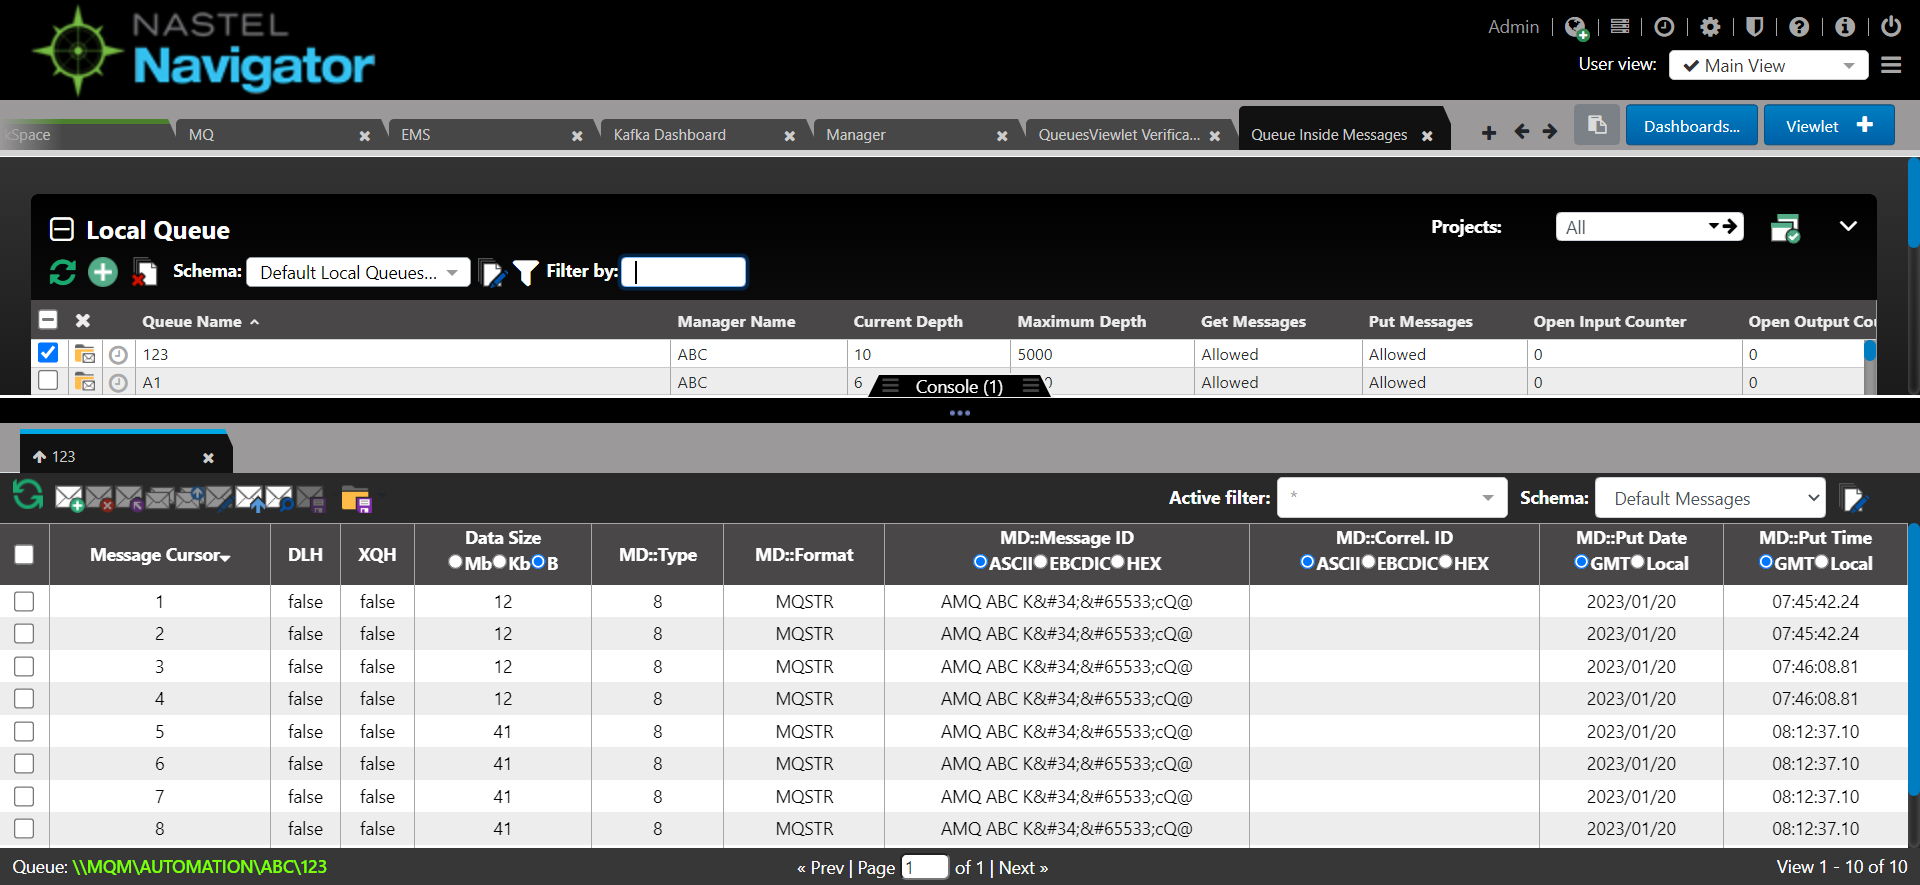 NASTEL
Navigator
Admin
User view: Main View
kSpace MQ EMS Kafka Dashboard Manager QueuesViewlet Verifica... Queue Inside Messages Dashboards... Viewlet
Local Queue Projects: All
Schema: Default Local Queues... Filter by:
Queue Name Manager Name Current Depth Maximum Depth Get Messages Put Messages Open Input Counter Open Output Cou
123 ABC 10 5000 Allowed Allowed 0 0
A1 ABC 6 0 Allowed Allowed 0 0
Console (1)
123
Active filter: * Schema: Default Messages
Message Cursor DLH XQH Data Size Mb Kb B MD::Type MD::Format MD::Message ID ASCII EBCDIC HEX MD::Correl. ID ASCII EBCDIC HEX MD::Put Date GMT Local MD::Put Time GMT Local
1 false false 12 8 MQSTR AMQ ABC K&#34;&#65533;cQ@ 2023/01/20 07:45:42.24
2 false false 12 8 MQSTR AMQ ABC K&#34;&#65533;cQ@ 2023/01/20 07:45:42.24
3 false false 12 8 MQSTR AMQ ABC K&#34;&#65533;cQ@ 2023/01/20 07:46:08.81
4 false false 12 8 MQSTR AMQ ABC K&#34;&#65533;cQ@ 2023/01/20 07:46:08.81
5 false false 41 8 MQSTR AMQ ABC K&#34;&#65533;cQ@ 2023/01/20 08:12:37.10
6 false false 41 8 MQSTR AMQ ABC K&#34;&#65533;cQ@ 2023/01/20 08:12:37.10
7 false false 41 8 MQSTR AMQ ABC K&#34;&#65533;cQ@ 2023/01/20 08:12:37.10
8 false false 41 8 MQSTR AMQ ABC K&#34;&#65533;cQ@ 2023/01/20 08:12:37.10
Queue: \\MQM\AUTOMATION\ABC\123 « Prev | Page 1 of 1 | Next » View 1 - 10 of 10